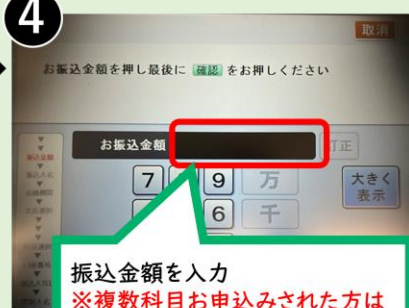 4
取消
お振込金額を押し最後に 確認 をお押しください
お振込金額
訂正
7 9 万
大きく
表示
6 千
振込金額を入力
※複数科目お申込みされた方は